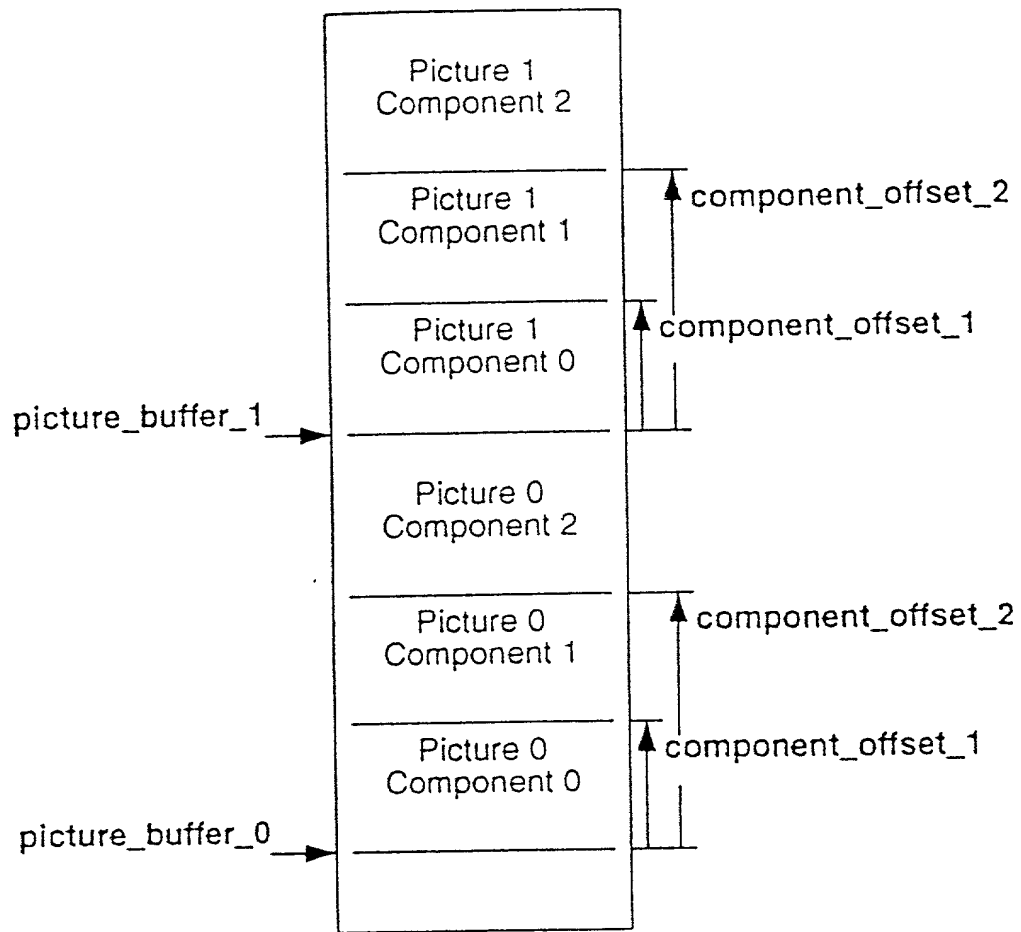 Picture 1
Component 2
component_offset_2
Picture 1
Component 1
component_offset_1
Picture 1
Component 0
picture_buffer_1
Picture 0
Component 2
component_offset_2
Picture 0
Component 1
component_offset_1
Picture 0
Component 0
picture_buffer_0